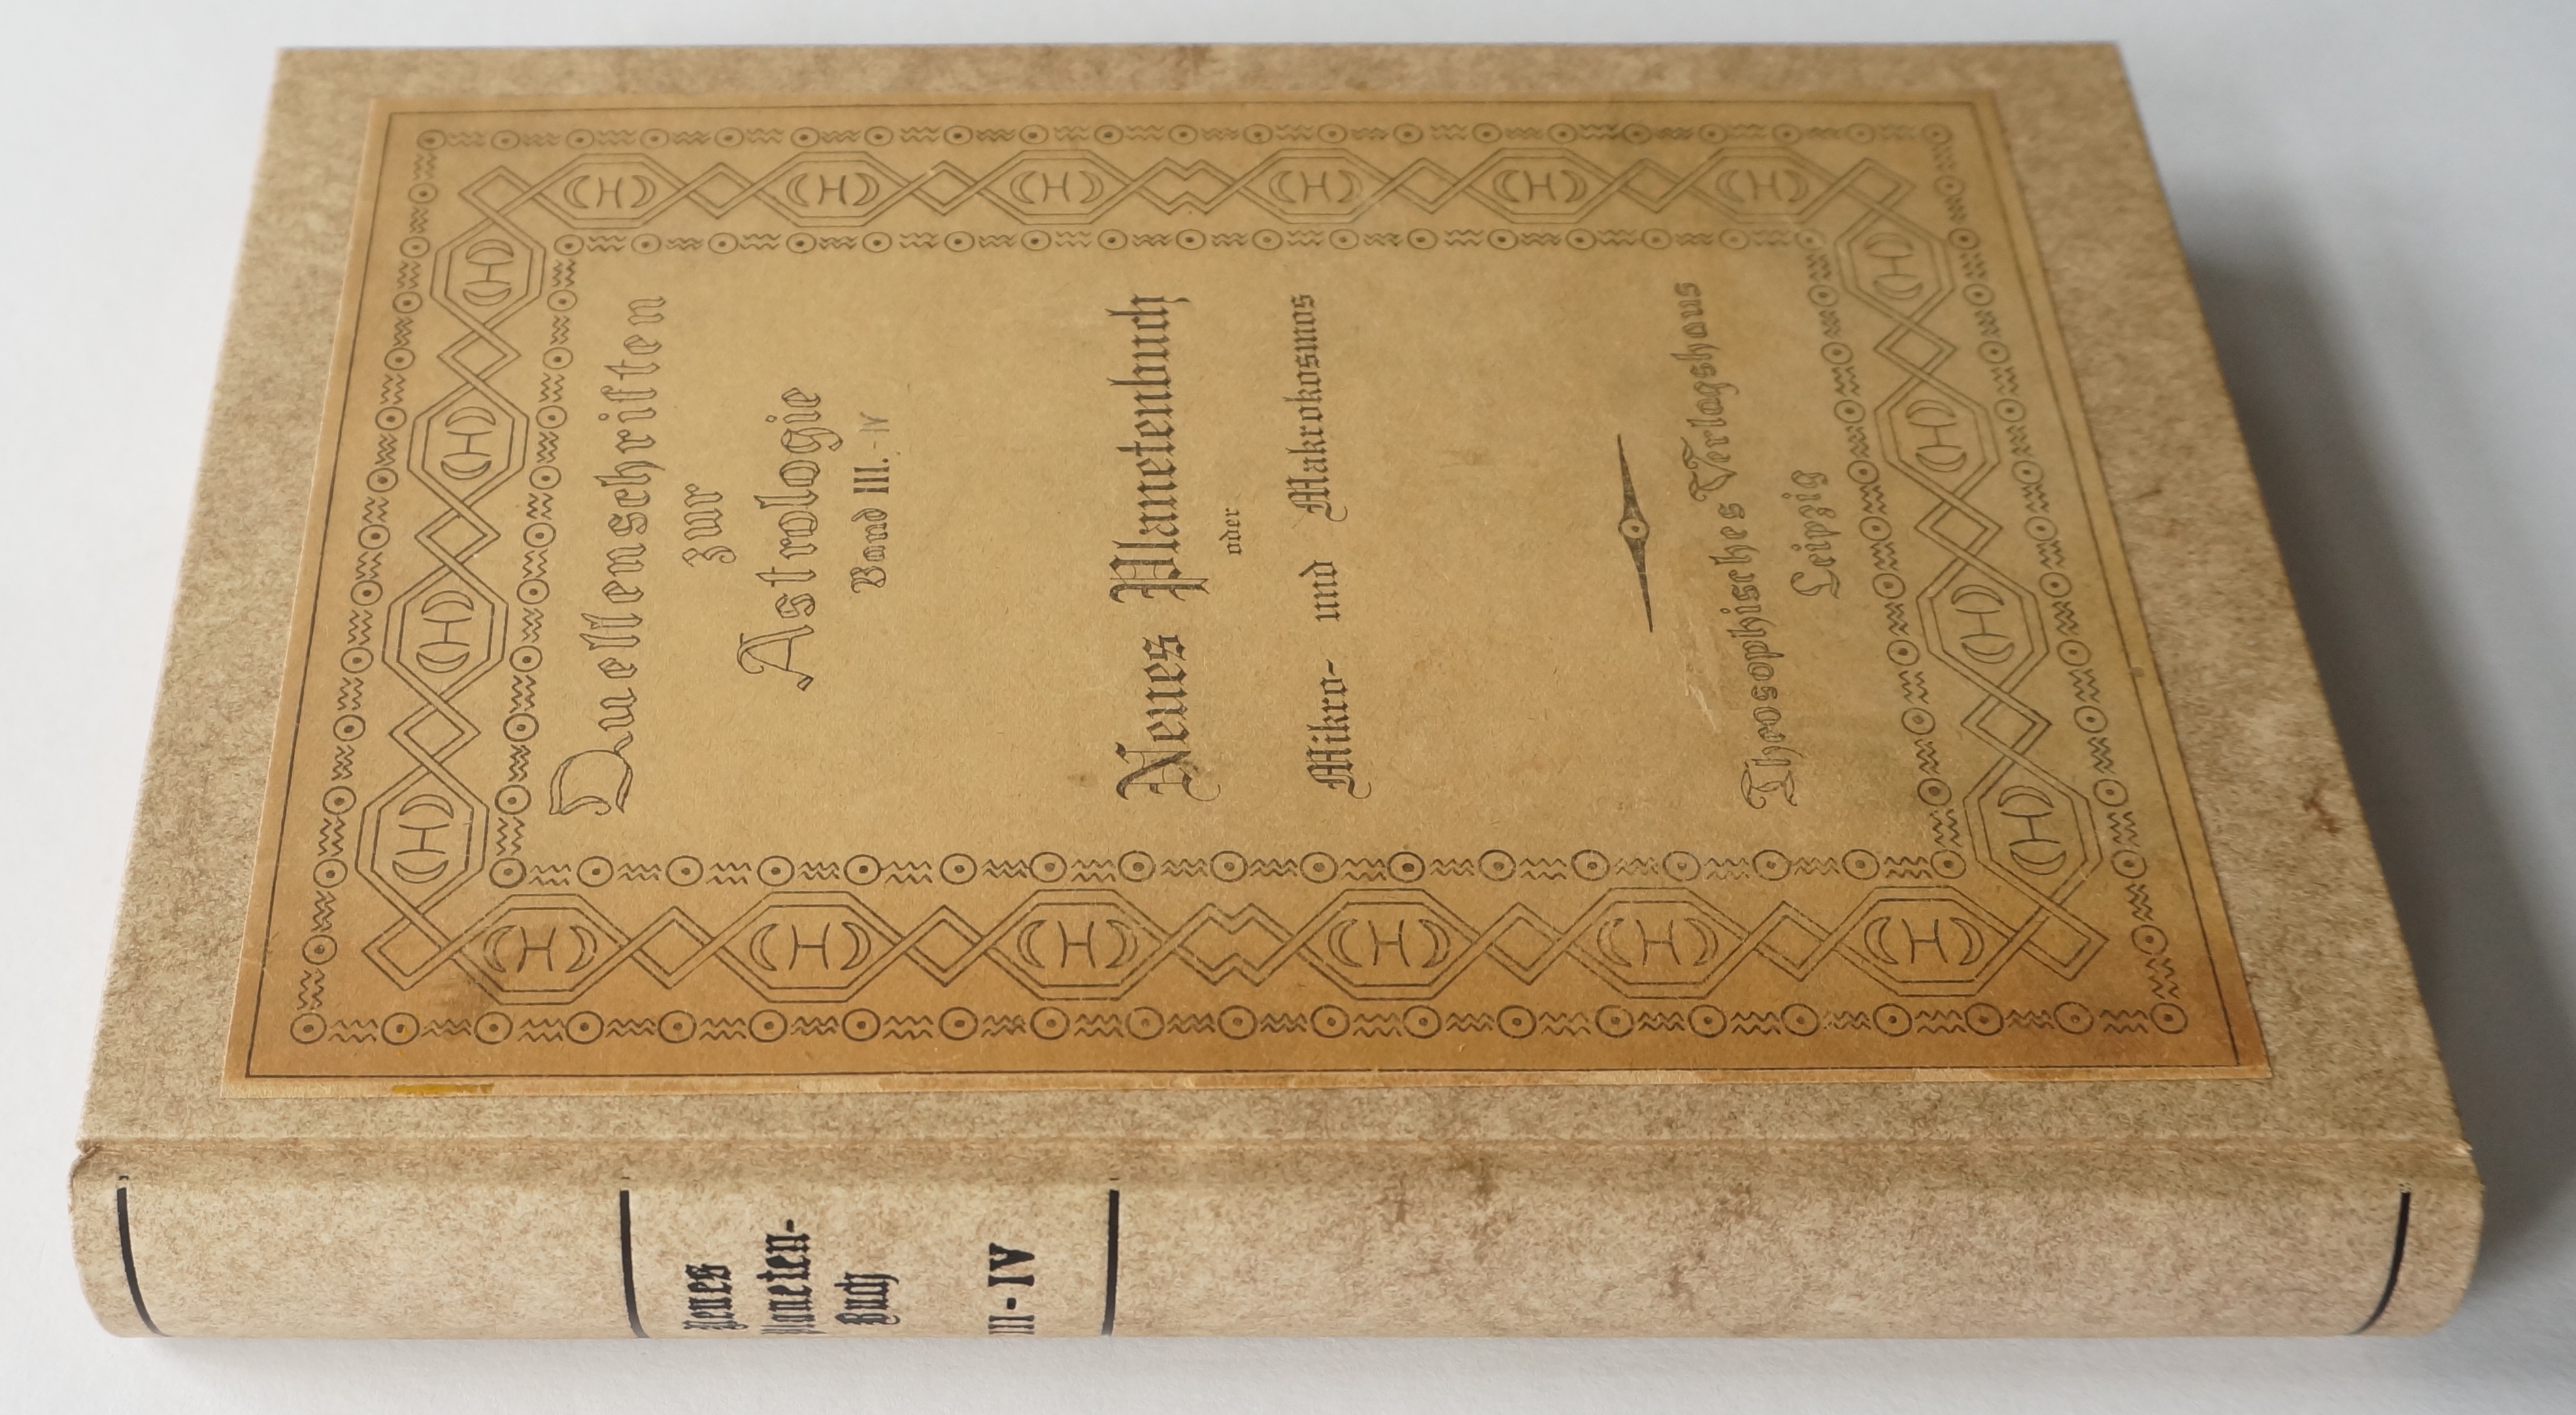 Quellenschriften
zur
Astrologie
Band III.-IV
Neues Planetenbuch
oder
Mikro- und Makrokosmos
Theosophisches Verlagshaus
Leipzig
Neues
Planeten-
Buch
III-IV